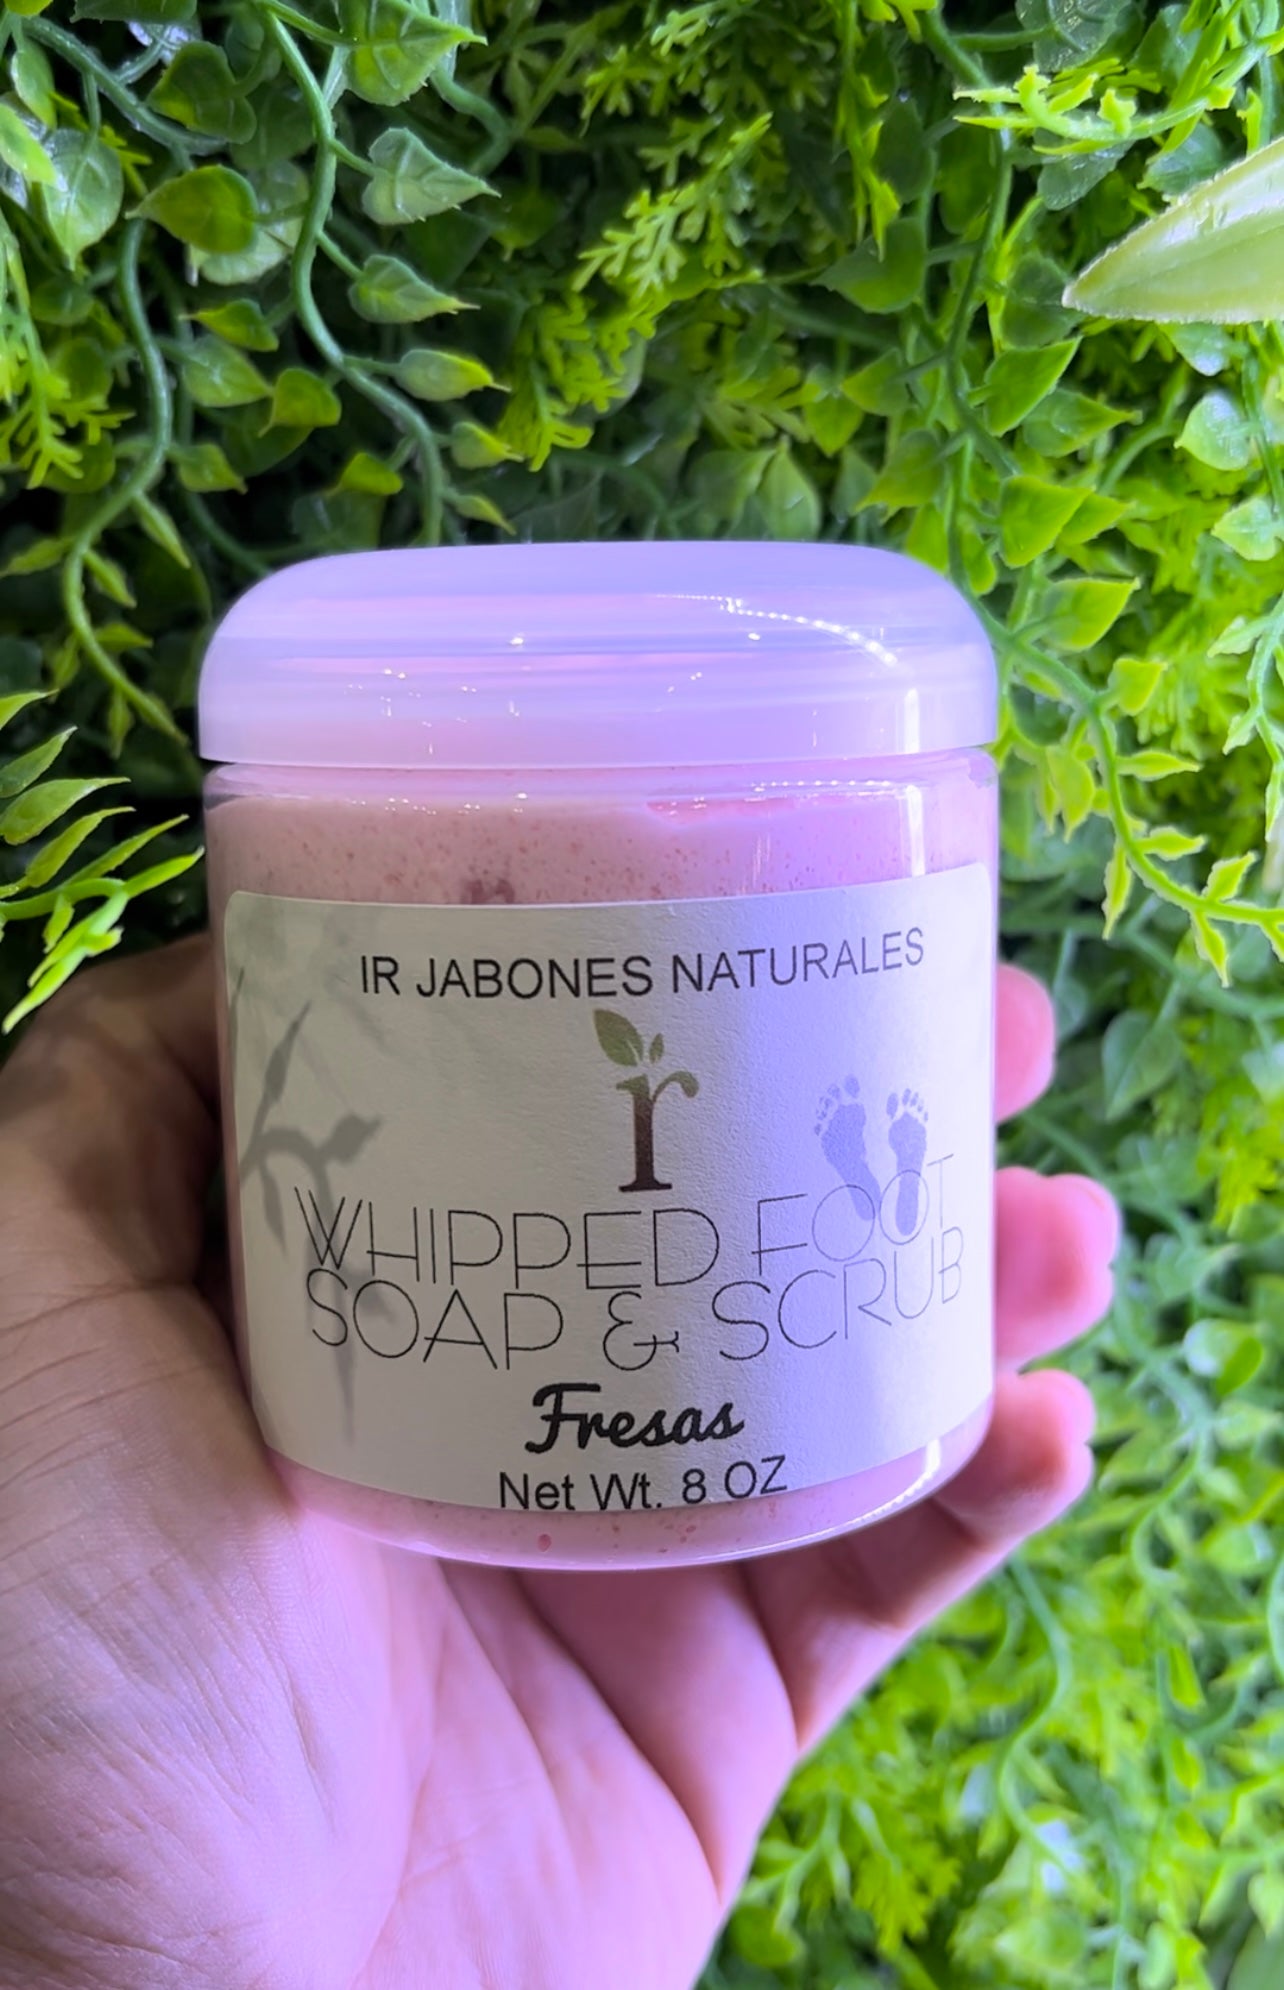 IR JABONES NATURALES
r
WHIPPED FOOT
SOAP & SCRUB
Fresas
Net Wt. 8 OZ